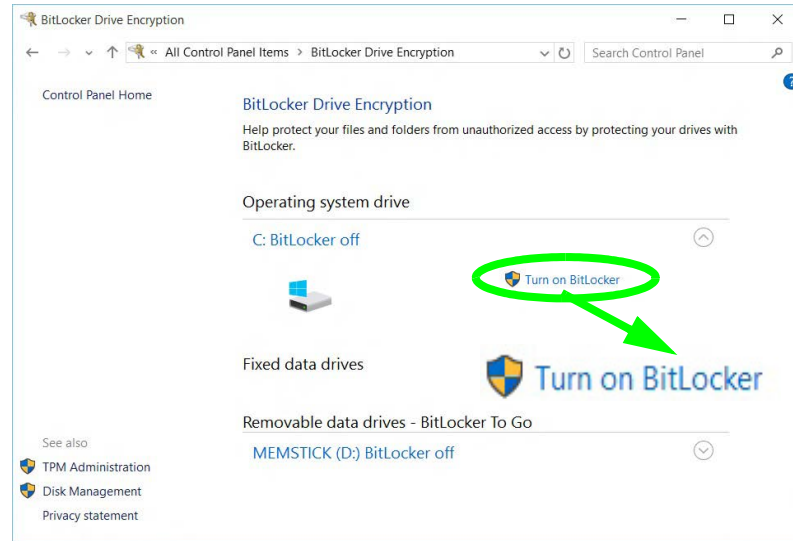 BitLocker Drive Encryption
« All Control Panel Items > BitLocker Drive Encryption
Search Control Panel
?
Control Panel Home
BitLocker Drive Encryption
Help protect your files and folders from unauthorized access by protecting your drives with
BitLocker.
Operating system drive
C: BitLocker off
Turn on BitLocker
Fixed data drives
Turn on BitLocker
Removable data drives - BitLocker To Go
MEMSTICK (D:) BitLocker off
See also
TPM Administration
Disk Management
Privacy statement